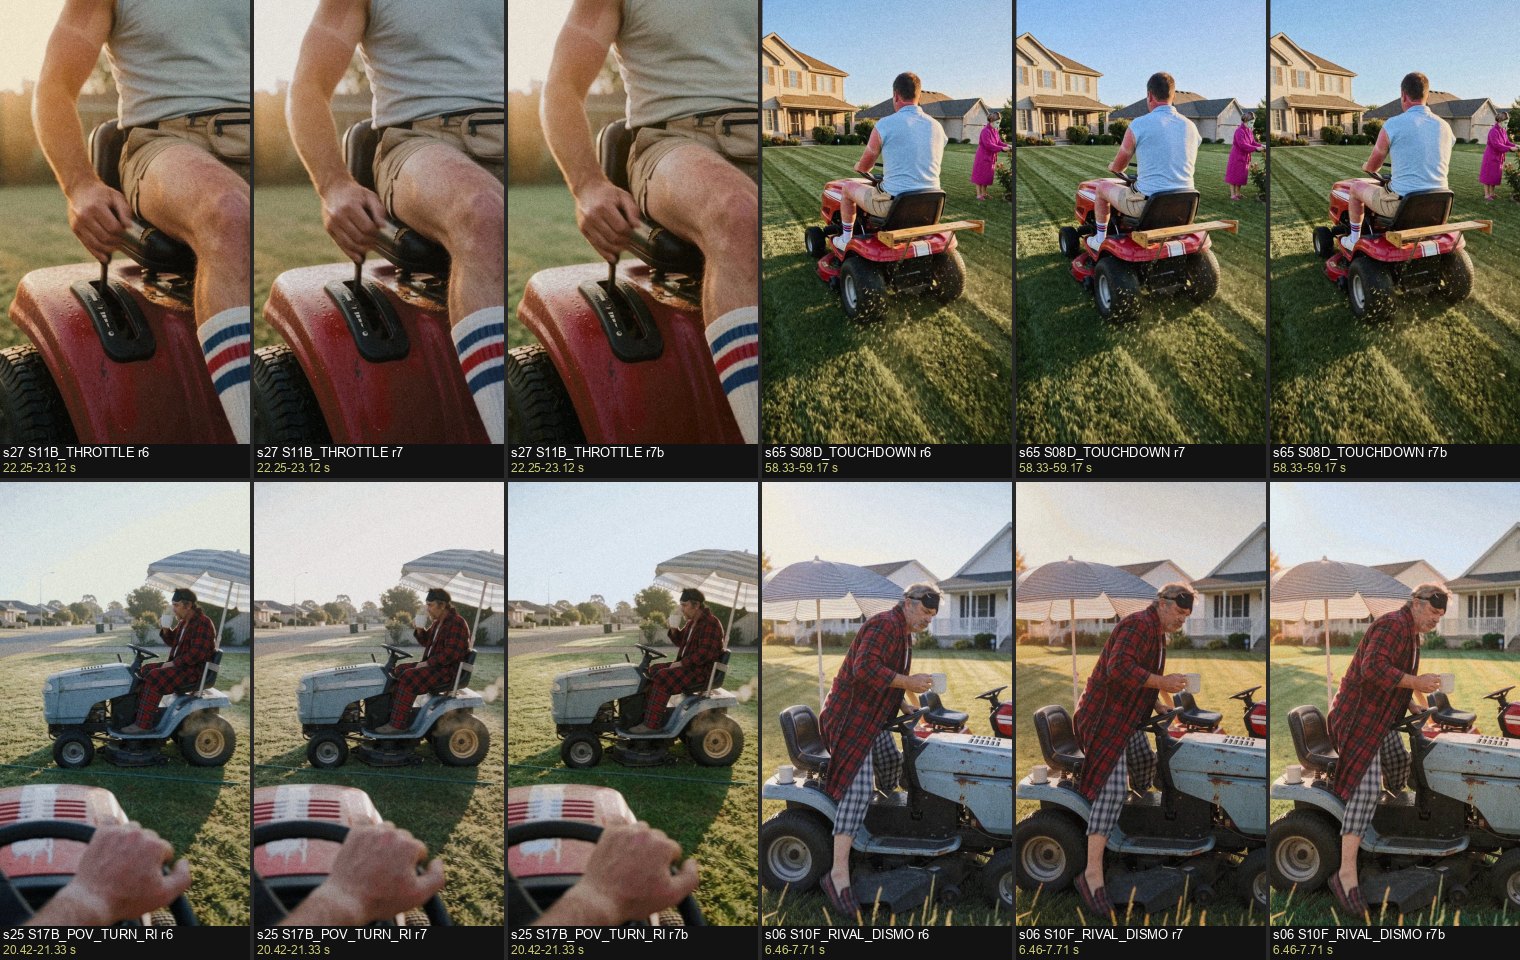 s27 S11B_THROTTLE r6
22.25-23.12 s
s27 S11B_THROTTLE r7
22.25-23.12 s
s27 S11B_THROTTLE r7b
22.25-23.12 s
s65 S08D_TOUCHDOWN r6
58.33-59.17 s
s65 S08D_TOUCHDOWN r7
58.33-59.17 s
s65 S08D_TOUCHDOWN r7b
58.33-59.17 s
s25 S17B_POV_TURN_RI r6
20.42-21.33 s
s25 S17B_POV_TURN_RI r7
20.42-21.33 s
s25 S17B_POV_TURN_RI r7b
20.42-21.33 s
s06 S10F_RIVAL_DISMO r6
6.46-7.71 s
s06 S10F_RIVAL_DISMO r7
6.46-7.71 s
s06 S10F_RIVAL_DISMO r7b
6.46-7.71 s